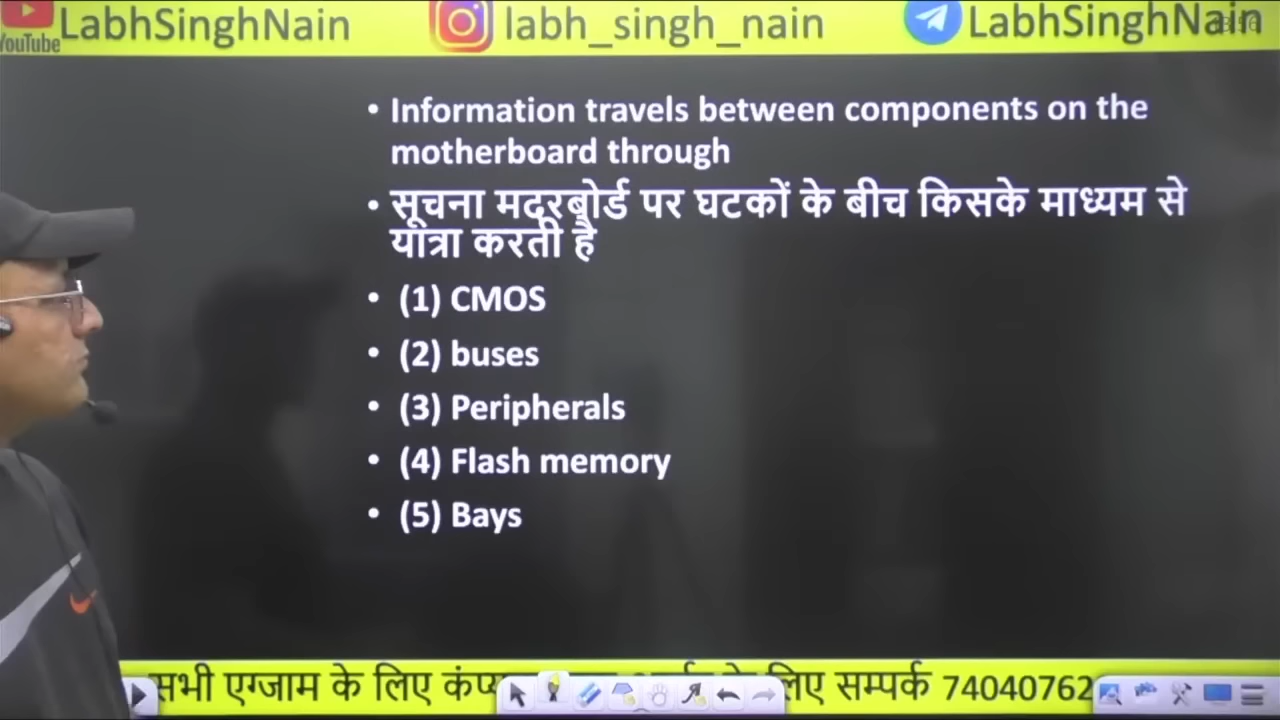 YouTube LabhSinghNain labh_singh_nain LabhSinghNain
• Information travels between components on the
motherboard through
• सूचना मदरबोर्ड पर घटकों के बीच किसके माध्यम से
यात्रा करती है
• (1) CMOS
• (2) buses
• (3) Peripherals
• (4) Flash memory
• (5) Bays
सभी एग्जाम के लिए के लिए सम्पर्क 74040762